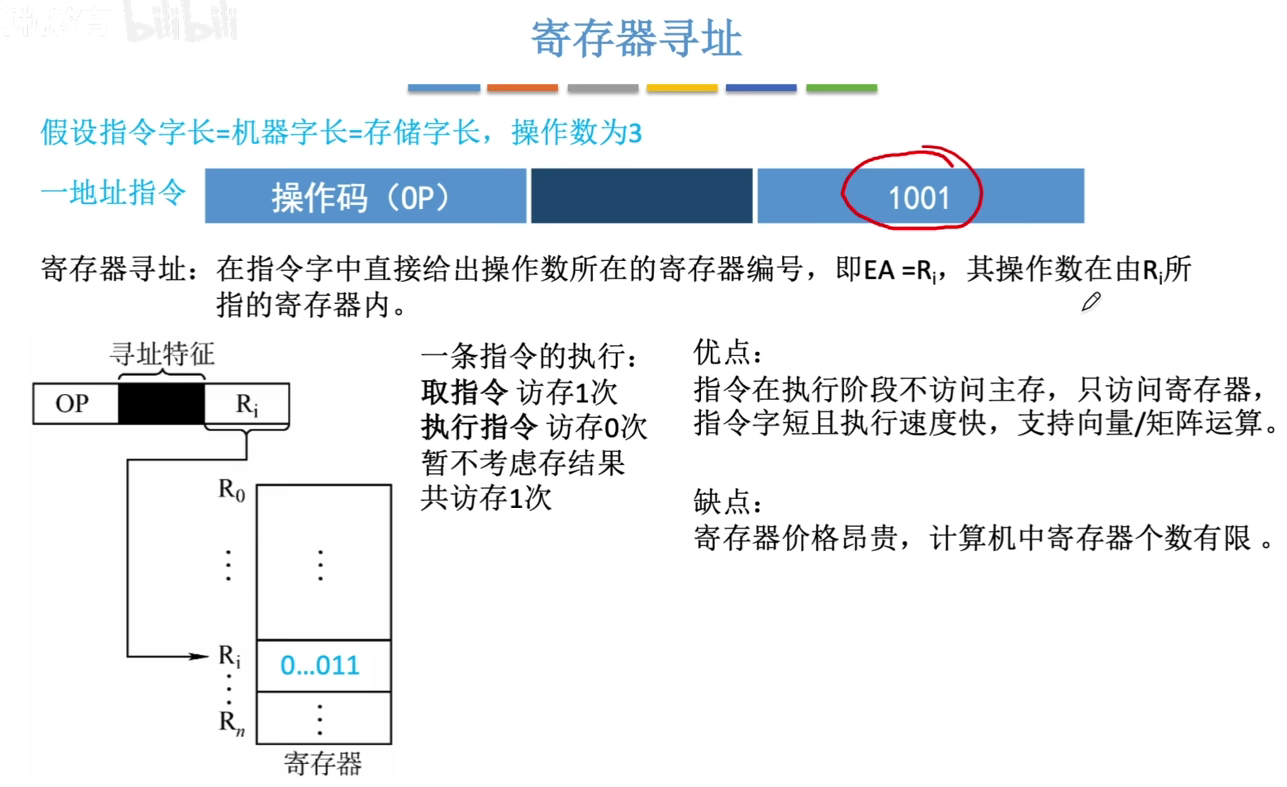 bilibili
寄存器寻址
假设指令字长=机器字长=存储字长，操作数为3
一地址指令 操作码（OP） 1001
寄存器寻址：在指令字中直接给出操作数所在的寄存器编号，即EA =Ri，其操作数在由Ri所
指的寄存器内。
寻址特征
OP Ri
R0
⋮ ⋮
Ri 0...011
⋮
Rn ⋮
寄存器
一条指令的执行：
取指令 访存1次
执行指令 访存0次
暂不考虑存结果
共访存1次
优点：
指令在执行阶段不访问主存，只访问寄存器，
指令字短且执行速度快，支持向量/矩阵运算。
缺点：
寄存器价格昂贵，计算机中寄存器个数有限 。